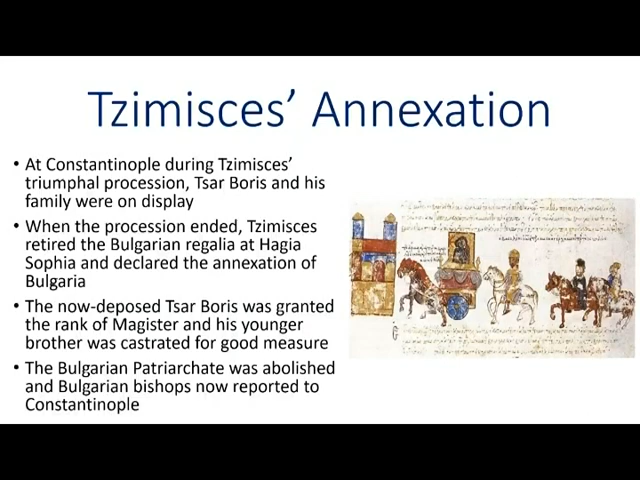 Tzimisces’ Annexation
• At Constantinople during Tzimisces’
triumphal procession, Tsar Boris and his
family were on display
• When the procession ended, Tzimisces
retired the Bulgarian regalia at Hagia
Sophia and declared the annexation of
Bulgaria
• The now-deposed Tsar Boris was granted
the rank of Magister and his younger
brother was castrated for good measure
• The Bulgarian Patriarchate was abolished
and Bulgarian bishops now reported to
Constantinople